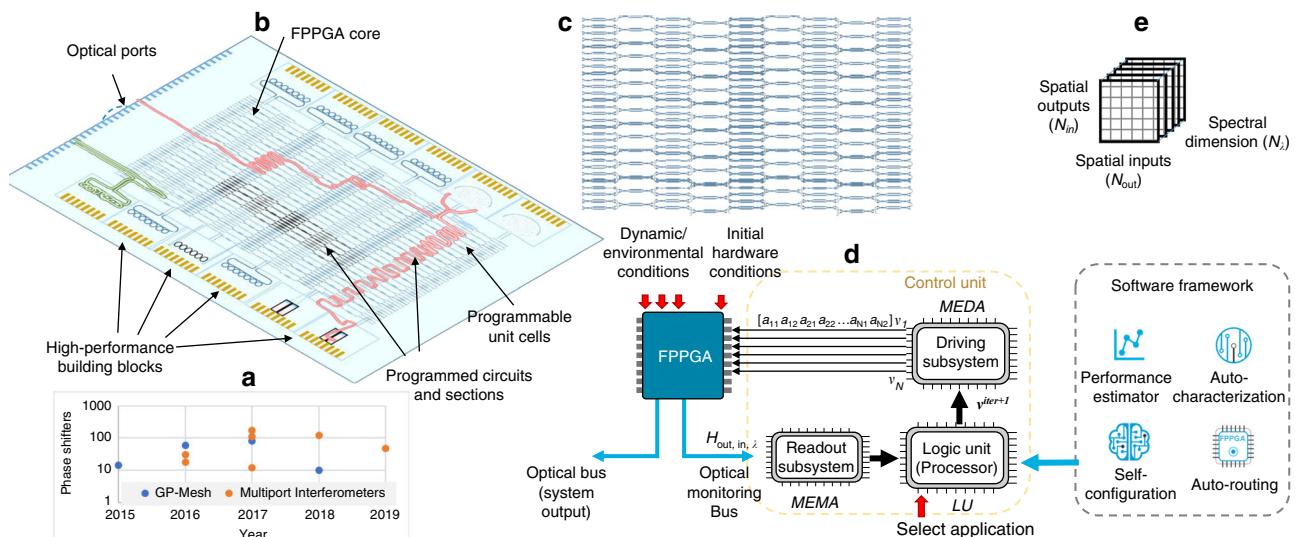 b
FPPGA core
Optical ports
Programmable
unit cells
High-performance
building blocks
Programmed circuits
and sections
a
Phase shifters
1000
100
10
1
GP-Mesh
Multiport Interferometers
2015
2016
2017
2018
2019
Year
c
e
Spatial
outputs
(N_in)
Spectral
dimension (N_λ)
Spatial inputs
(N_out)
Dynamic/
environmental
conditions
Initial
hardware
conditions
d
Control unit
MEDA
[a11 a12 a21 a22 …aN1 aN2] v1
FPPGA
Driving
subsystem
vN
v^iter+1
H_out, in, λ
Readout
subsystem
Logic unit
(Processor)
Optical bus
(system
output)
Optical
monitoring
Bus
MEMA
LU
Select application
Software framework
Performance
estimator
Auto-
characterization
FPPGA
Self-
configuration
Auto-routing